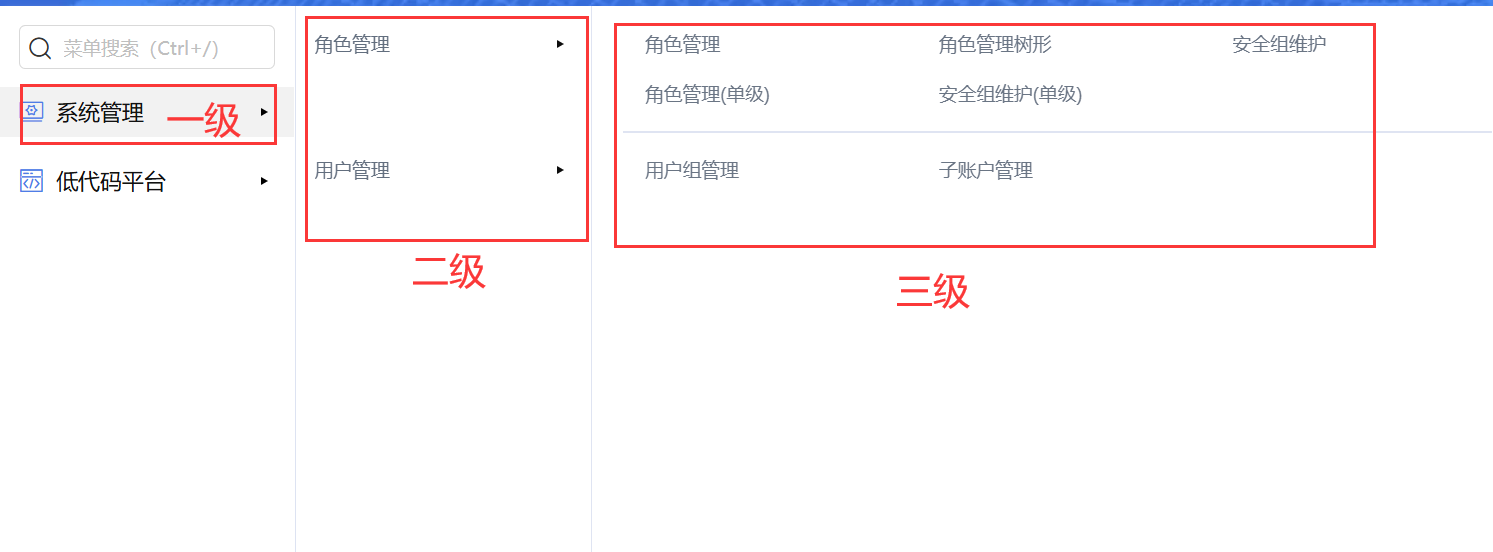 菜单搜索（Ctrl+/）
系统管理
一级
低代码平台
角色管理
用户管理
二级
角色管理 角色管理树形 安全组维护
角色管理(单级) 安全组维护(单级)
用户组管理 子账户管理
三级